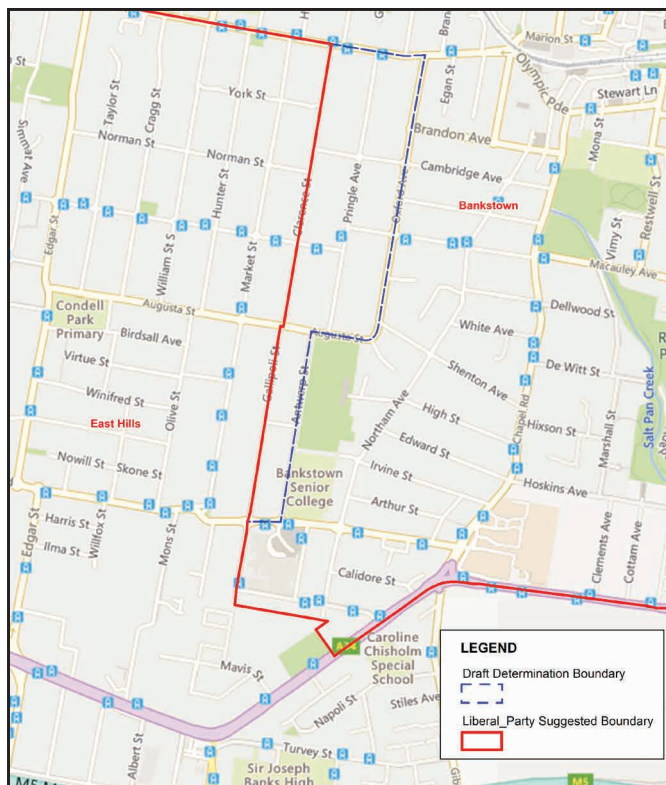 Marion St
Olympic Pde
Stewart Ln
Taylor St
Cragg St
York St
Egan St
Mona St
Brandon Ave
Norman St
Norman St
Cambridge Ave
Restwell St
Hunter St
Clarence St
Pringle Ave
Oxford Ave
Bankstown
Vimy St
Edgar St
William St S
Market St
Macauley Ave
Condell
Park
Primary
Augusta St
Augusta St
Dellwood St
Birdsall Ave
White Ave
Virtue St
Gallipoli St
Antwerp St
Shenton Ave
De Witt St
Salt Pan Creek
Winifred St
Olive St
High St
Northam Ave
Chapel Rd
Hixson St
Marshall St
East Hills
Edward St
Nowill St
Skone St
Bankstown
Senior
College
Irvine St
Hoskins Ave
Arthur St
Edgar St
Harris St
Willfox St
Mons St
Ilma St
Clements Ave
Cottam Ave
Calidore St
A34
Caroline
Chisholm
Special
School
Mavis St
Napoli St
Stiles Ave
Albert St
Turvey St
Sir Joseph
Banks High
M5
LEGEND
Draft Determination Boundary
Liberal_Party Suggested Boundary